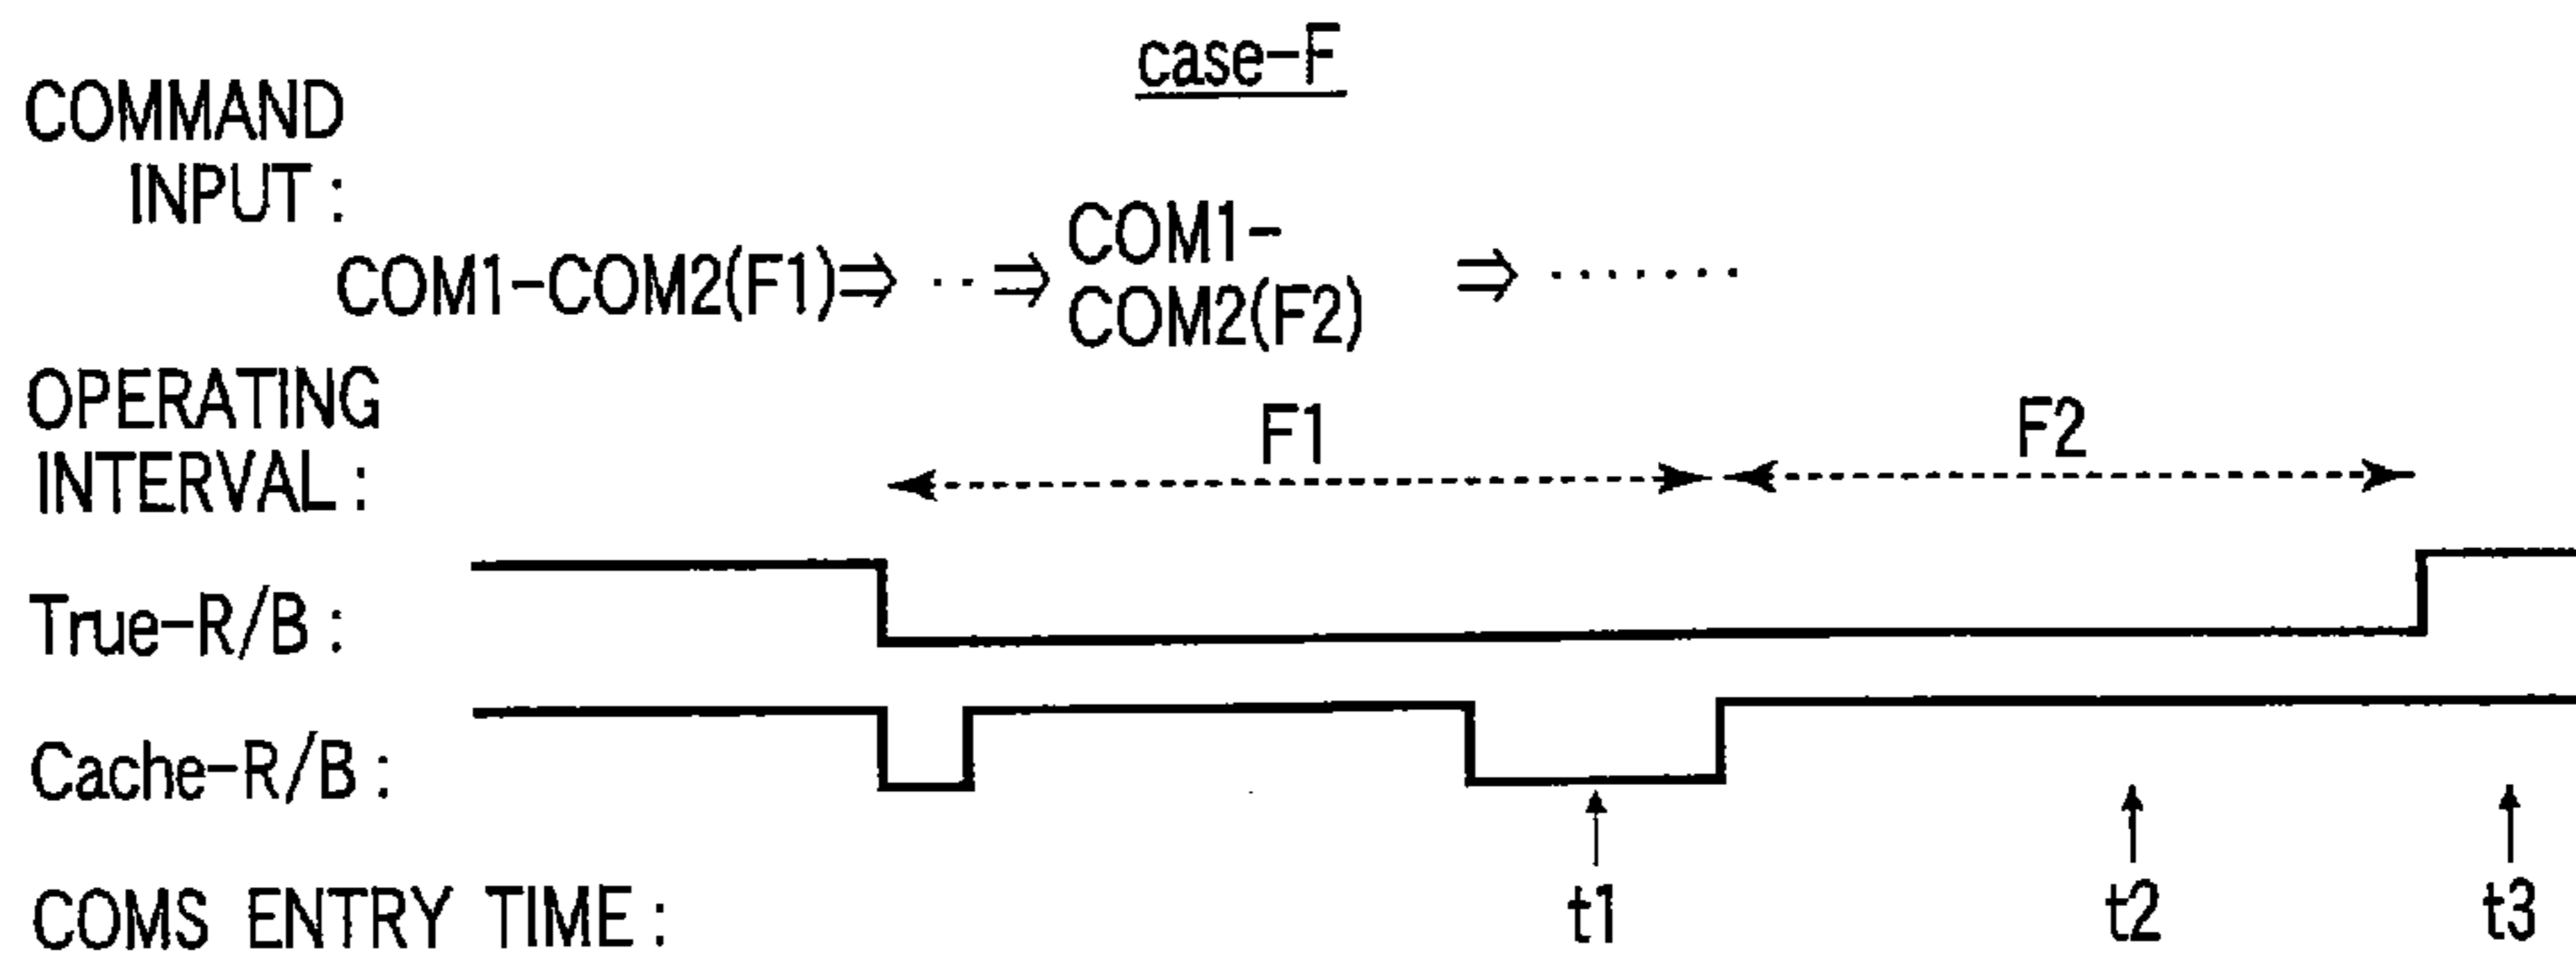 case-F
COMMAND
INPUT :
COM1-COM2(F1)⇒ ‥ ⇒ COM1-
COM2(F2) ⇒ ·······
OPERATING
INTERVAL :
F1 F2
True-R/B :
Cache-R/B :
COMS ENTRY TIME : t1 t2 t3